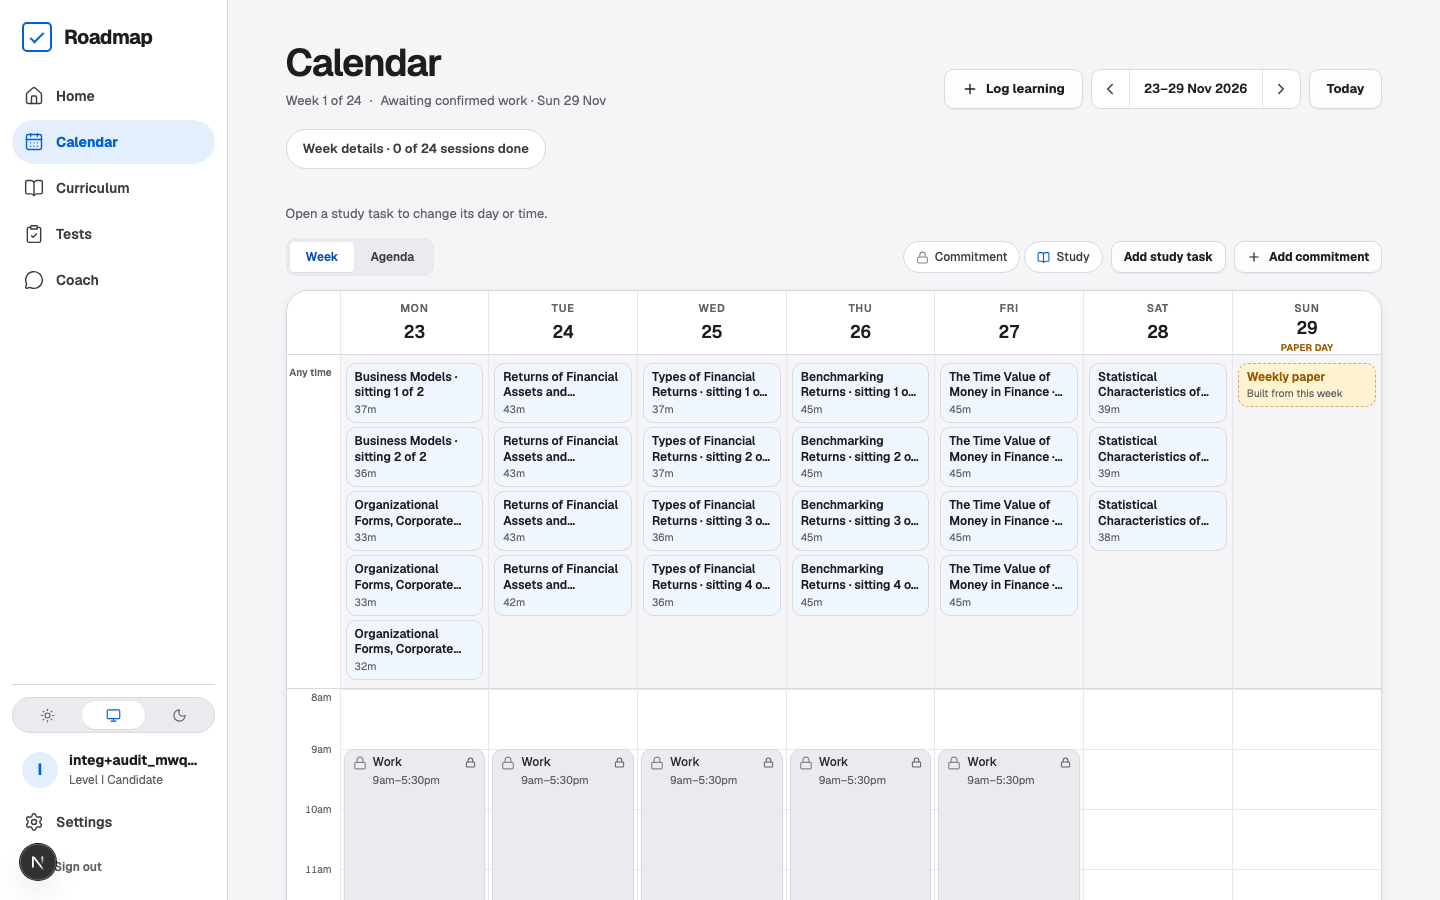 Roadmap
Home
Calendar
Curriculum
Tests
Coach
I
integ+audit_mwq...
Level I Candidate
Settings
N
Sign out
Calendar
Week 1 of 24 · Awaiting confirmed work · Sun 29 Nov
+ Log learning
< 23–29 Nov 2026 >
Today
Week details · 0 of 24 sessions done
Open a study task to change its day or time.
Week
Agenda
Commitment
Study
Add study task
+ Add commitment
MON
23
TUE
24
WED
25
THU
26
FRI
27
SAT
28
SUN
29
PAPER DAY
Any time
Business Models ·
sitting 1 of 2
37m
Business Models ·
sitting 2 of 2
36m
Organizational
Forms, Corporate...
33m
Organizational
Forms, Corporate...
33m
Organizational
Forms, Corporate...
32m
Returns of Financial
Assets and...
43m
Returns of Financial
Assets and...
43m
Returns of Financial
Assets and...
43m
Returns of Financial
Assets and...
42m
Types of Financial
Returns · sitting 1 o...
37m
Types of Financial
Returns · sitting 2 o...
37m
Types of Financial
Returns · sitting 3 o...
36m
Types of Financial
Returns · sitting 4 o...
36m
Benchmarking
Returns · sitting 1 o...
45m
Benchmarking
Returns · sitting 2 o...
45m
Benchmarking
Returns · sitting 3 o...
45m
Benchmarking
Returns · sitting 4 o...
45m
The Time Value of
Money in Finance ·...
45m
The Time Value of
Money in Finance ·...
45m
The Time Value of
Money in Finance ·...
45m
The Time Value of
Money in Finance ·...
45m
Statistical
Characteristics of...
39m
Statistical
Characteristics of...
39m
Statistical
Characteristics of...
38m
Weekly paper
Built from this week
8am
9am
10am
11am
Work
9am–5:30pm
Work
9am–5:30pm
Work
9am–5:30pm
Work
9am–5:30pm
Work
9am–5:30pm